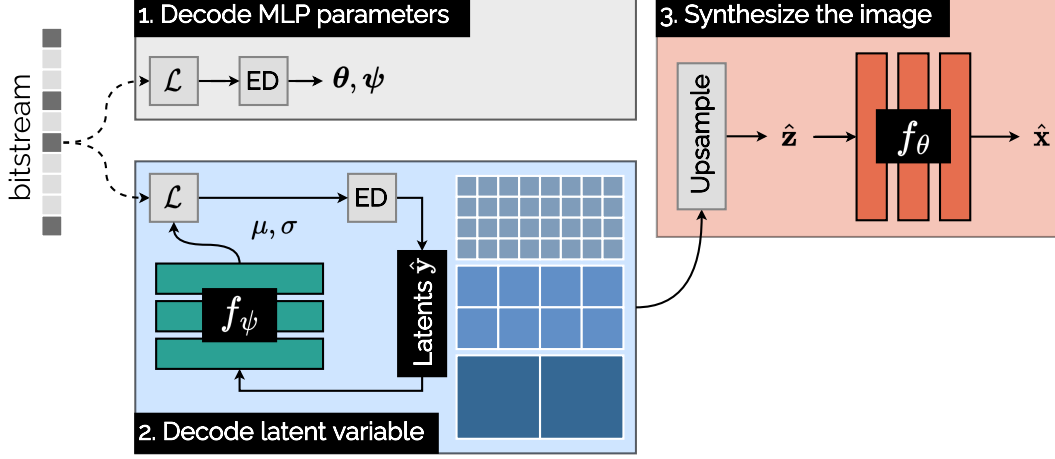 1. Decode MLP parameters
ℒ
ED
θ, ψ
bitstream
ℒ
ED
μ, σ
f_ψ
Latents ŷ
2. Decode latent variable
3. Synthesize the image
Upsample
ẑ
f_θ
x̂